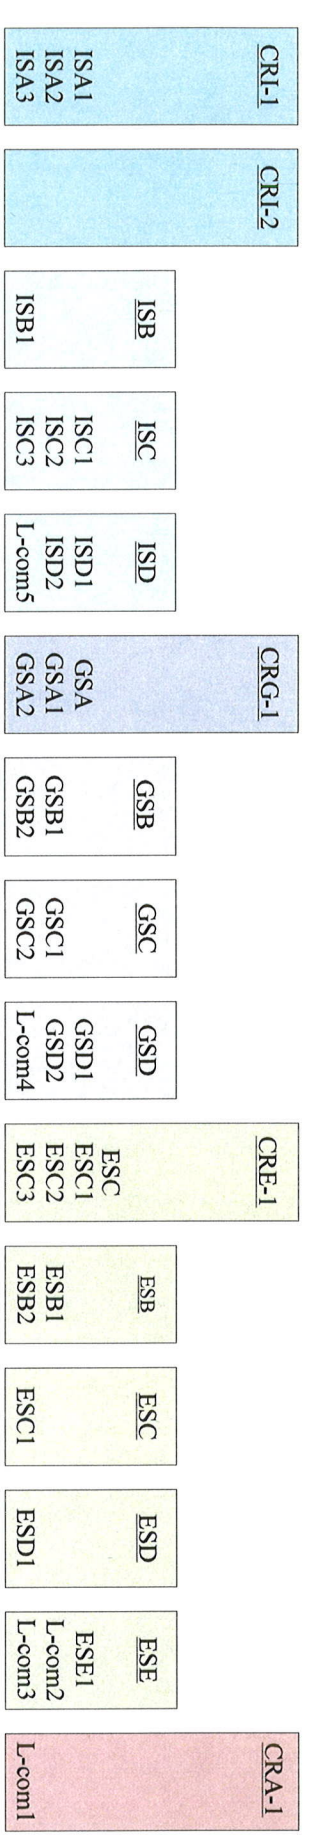 CRI-1
ISA1
ISA2
ISA3
CRI-2
ISB
ISB1
ISC
ISC1
ISC2
ISC3
ISD
ISD1
ISD2
L-com5
CRG-1
GSA
GSA1
GSA2
GSB
GSB1
GSB2
GSC
GSC1
GSC2
GSD
GSD1
GSD2
L-com4
CRE-1
ESC
ESC1
ESC2
ESC3
ESB
ESB1
ESB2
ESC
ESC1
ESD
ESD1
ESE
ESE1
L-com2
L-com3
CRA-1
L-com1